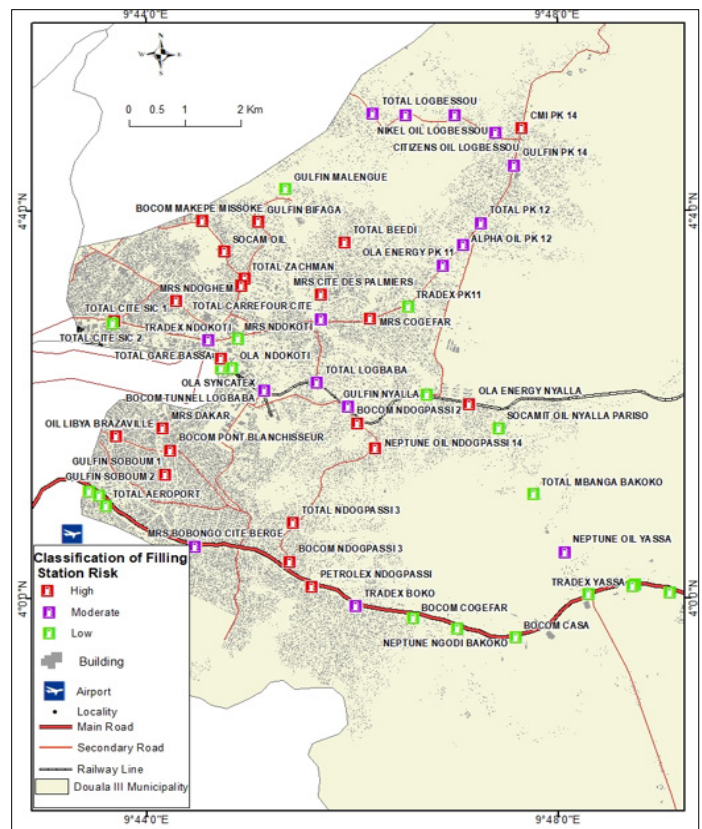 9°44'0"E
9°48'0"E
N
W
E
S
0
1
2 Km
TOTAL LOGBESSOU
CMI PK 14
NIKEL OIL LOGBESSOU
CITIZENS OIL LOGBESSOU
GULFIN PK 14
GULFIN MALENGUE
4°40'
4°40'
BOCOM MAKEPE MISSOKE
GULFIN BIFAGA
TOTAL PK 12
TOTAL BEEDI
SOCAM OIL
ALPHA OIL PK 12
OLA ENERGY PK 11
TOTAL ZACHMAN
MRS NDOGHEM
MRS CITE DES PALMIERS
TOTAL CITE SIC 1
TOTAL CARREFOUR CITE
TRADEX PK11
TRADEX NDOKOTI
MRS NDOKOTI
MRS COGEFAR
TOTAL CITE SIC 2
TOTAL GARE BASSA
OLA NDOKOTI
TOTAL LOGBABA
OLA SYNCATEX
BOCOM TUNNEL LOGBABA
GULFIN NYALLA
OLA ENERGY NYALLA
BOCOM NDOGPASSI 2
MRS DAKAR
SOCAMIT OIL NYALLA PARISO
OIL LIBYA BRAZAVILLE
BOCOM PONT BLANCHISSEUR
NEPTUNE OIL NDOGPASSI 14
GULFIN SOBOUM 1
GULFIN SOBOUM 2
TOTAL AEROPORT
TOTAL MBANGA BAKOKO
TOTAL NDOGPASSI 3
MRS BOBONGO CITE BERGE
NEPTUNE OIL YASSA
BOCOM NDOGPASSI 3
PETROLEX NDOGPASSI
TRADEX YASSA
TRADEX BOKO
4°00'0"
4°00'0"
BOCOM COGEFAR
BOCOM CASA
NEPTUNE NGODI BAKOKO
Classification of Filling
Station Risk
High
Moderate
Low
Building
Airport
Locality
Main Road
Secondary Road
Railway Line
Douala III Municipality
9°44'0"E
9°48'0"E